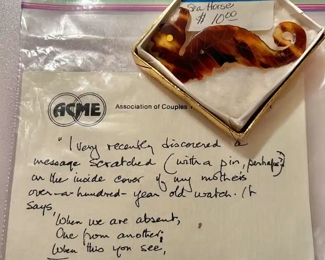 Sea Horse
$10.00
ACME
Association of Couples
"I very recently discovered a
message scratched (with a pin, perhaps?)
on the inside cover of my mother's
over-a-hundred-year old watch. It
says,
'When we are absent,
One from another,
When this you see,